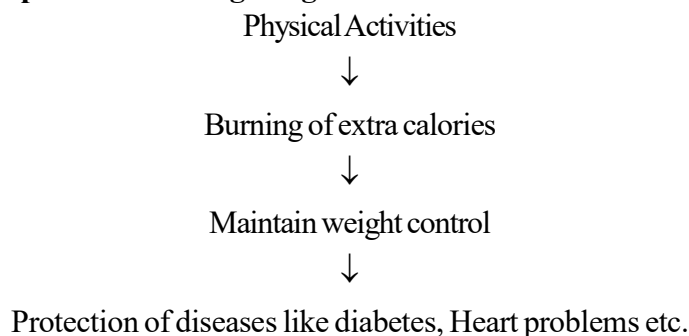 Physical Activities
↓
Burning of extra calories
↓
Maintain weight control
↓
Protection of diseases like diabetes, Heart problems etc.